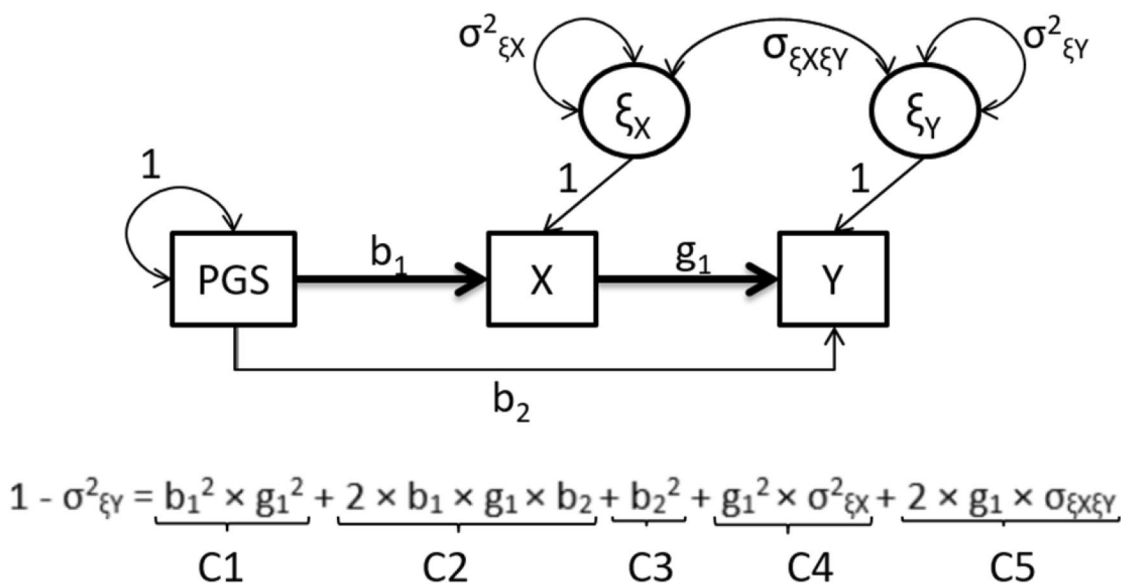 σ²ξX
σξXξY
σ²ξY
ξX
ξY
1
1
1
PGS
b₁
X
g₁
Y
b₂
1 - σ²ξY = b₁² × g₁² + 2 × b₁ × g₁ × b₂ + b₂² + g₁² × σ²ξX + 2 × g₁ × σξXξY
C1 C2 C3 C4 C5